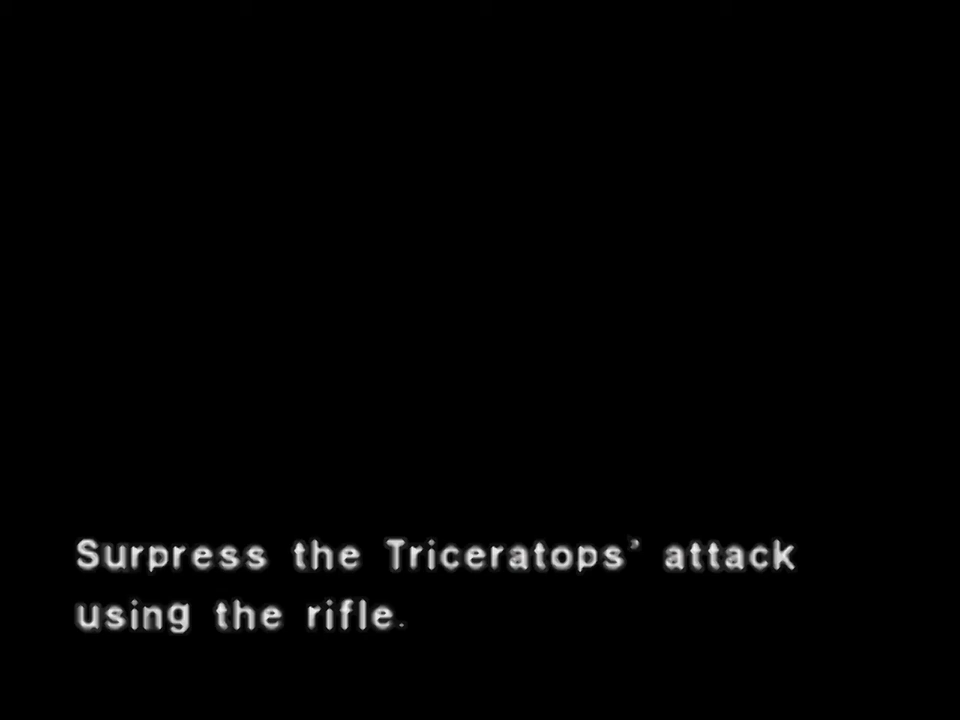 Surpress the Triceratops’ attack
using the rifle.